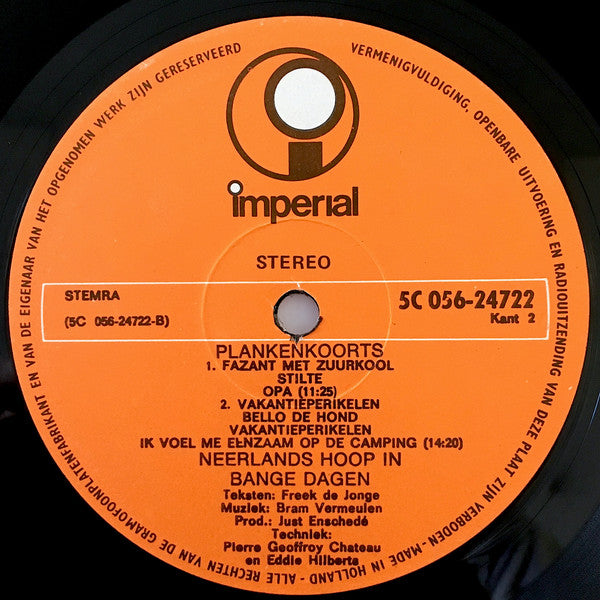 VERMENIGVULDIGING, OPENBARE UITVOERING EN RADIOUITZENDING VAN DEZE PLAAT ZIJN VERBODEN - MADE IN HOLLAND - ALLE RECHTEN VAN DE GRAMOFOONPLATENFABRIKANT EN VAN DE EIGENAAR VAN HET OPGENOMEN WERK ZIJN GERESERVEERD
imperial
STEREO
STEMRA
(5C 056-24722-B)
5C 056-24722
Kant 2
PLANKENKOORTS
1. FAZANT MET ZUURKOOL
STILTE
OPA (11:25)
2. VAKANTIEPERIKELEN
BELLO DE HOND
VAKANTIEPERIKELEN
IK VOEL ME EENZAAM OP DE CAMPING (14:20)
NEERLANDS HOOP IN
BANGE DAGEN
Teksten: Freek de Jonge
Muziek: Bram Vermeulen
Prod.: Just Enschedé
Techniek:
Pierre Geoffroy Chateau
en Eddie Hilberts